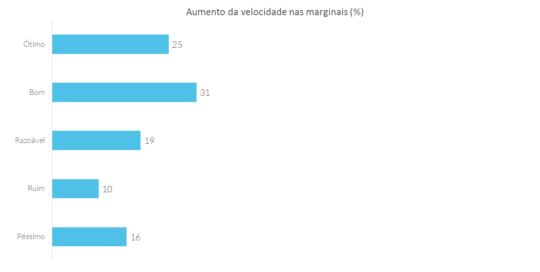 Aumento da velocidade nas marginais (%)
Ótimo 25
Bom 31
Razoável 19
Ruim 10
Péssimo 16